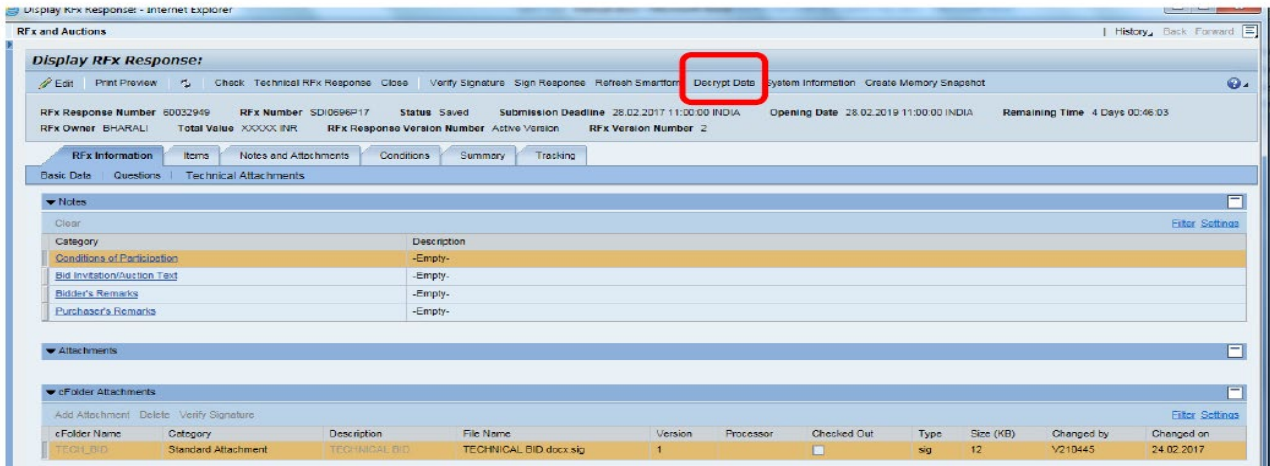 Display RFx Response: - Internet Explorer
RFx and Auctions | History Back Forward
Display RFx Response:
Edit | Print Preview | Check Technical RFx Response Close | Verify Signature Sign Response Refresh Smartform Decrypt Data System Information Create Memory Snapshot
RFx Response Number 60032949 RFx Number SDI0696P17 Status Saved Submission Deadline 28.02.2017 11:00:00 INDIA Opening Date 28.02.2019 11:00:00 INDIA Remaining Time 4 Days 00:46:03
RFx Owner BHARALI Total Value XXXXX INR RFx Response Version Number Active Version RFx Version Number 2
RFx Information Items Notes and Attachments Conditions Summary Tracking
Basic Data | Questions | Technical Attachments
Notes
Clear Filter Settings
Category Description
Conditions of Participation -Empty-
Bid Invitation/Auction Text -Empty-
Bidder's Remarks -Empty-
Purchaser's Remarks -Empty-
Attachments
cFolder Attachments
Add Attachment Delete Verify Signature Filter Settings
cFolder Name Category Description File Name Version Processor Checked Out Type Size (KB) Changed by Changed on
TECH_BID Standard Attachment TECHNICAL BID TECHNICAL BID.docx.sig 1 sig 12 V210445 24.02.2017